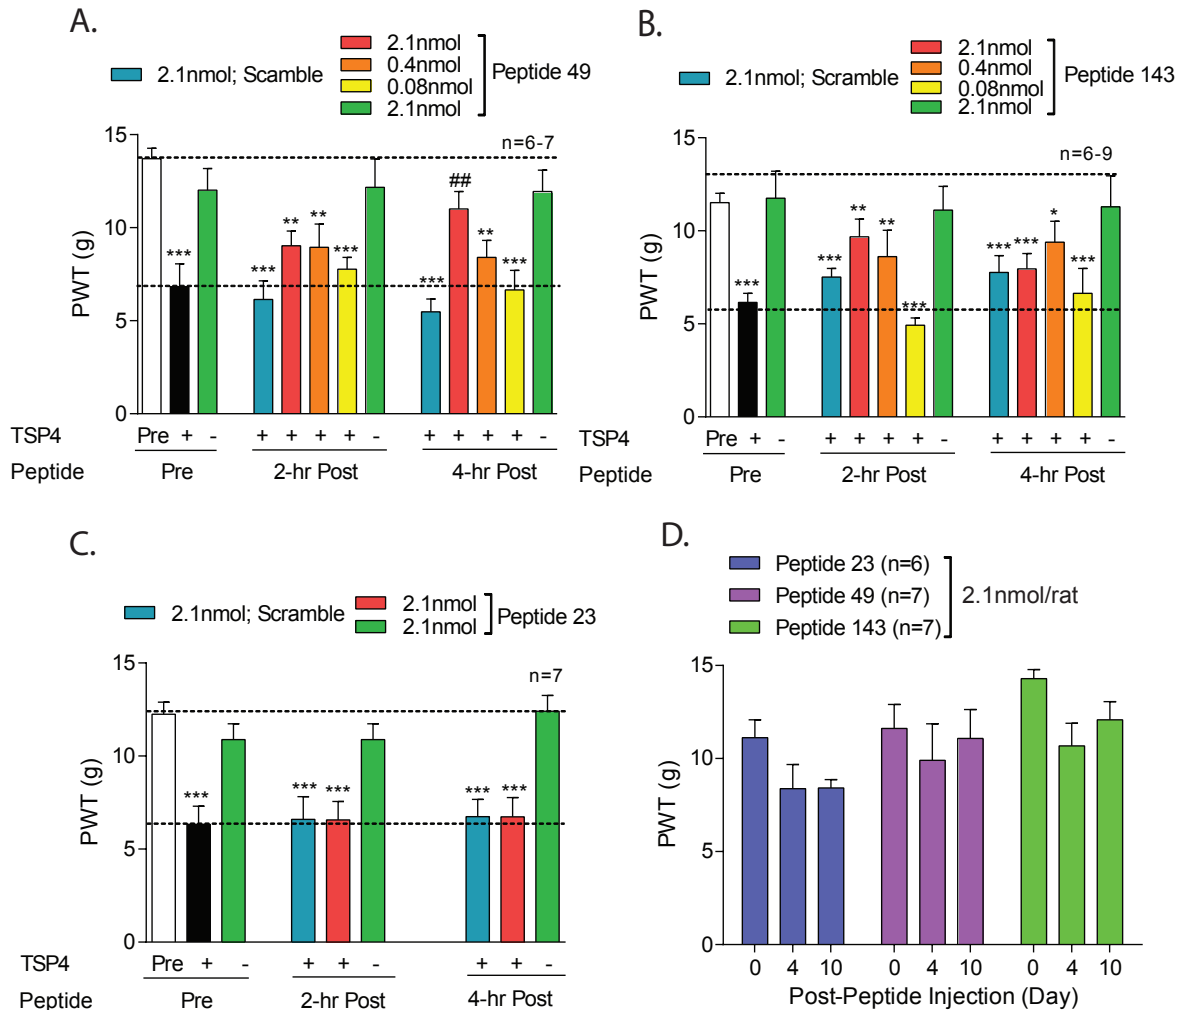 A.
2.1nmol; Scamble
2.1nmol
0.4nmol
0.08nmol
2.1nmol
Peptide 49
n=6-7
15
10
5
0
PWT (g)
***
***
**
**
***
***
##
**
***
TSP4
Pre + - + + + + - + + + + -
Peptide
Pre 2-hr Post 4-hr Post
B.
2.1nmol; Scramble
2.1nmol
0.4nmol
0.08nmol
2.1nmol
Peptide 143
n=6-9
15
10
5
0
PWT (g)
***
***
**
**
***
***
***
*
***
TSP4
Pre + - + + + + - + + + + -
Peptide
Pre 2-hr Post 4-hr Post
C.
2.1nmol; Scramble
2.1nmol
2.1nmol
Peptide 23
n=7
15
10
5
0
PWT (g)
***
***
***
***
***
TSP4
Pre + - + + - + + -
Peptide
Pre 2-hr Post 4-hr Post
D.
Peptide 23 (n=6)
Peptide 49 (n=7)
Peptide 143 (n=7)
2.1nmol/rat
15
10
5
0
PWT (g)
0 4 10 0 4 10 0 4 10
Post-Peptide Injection (Day)